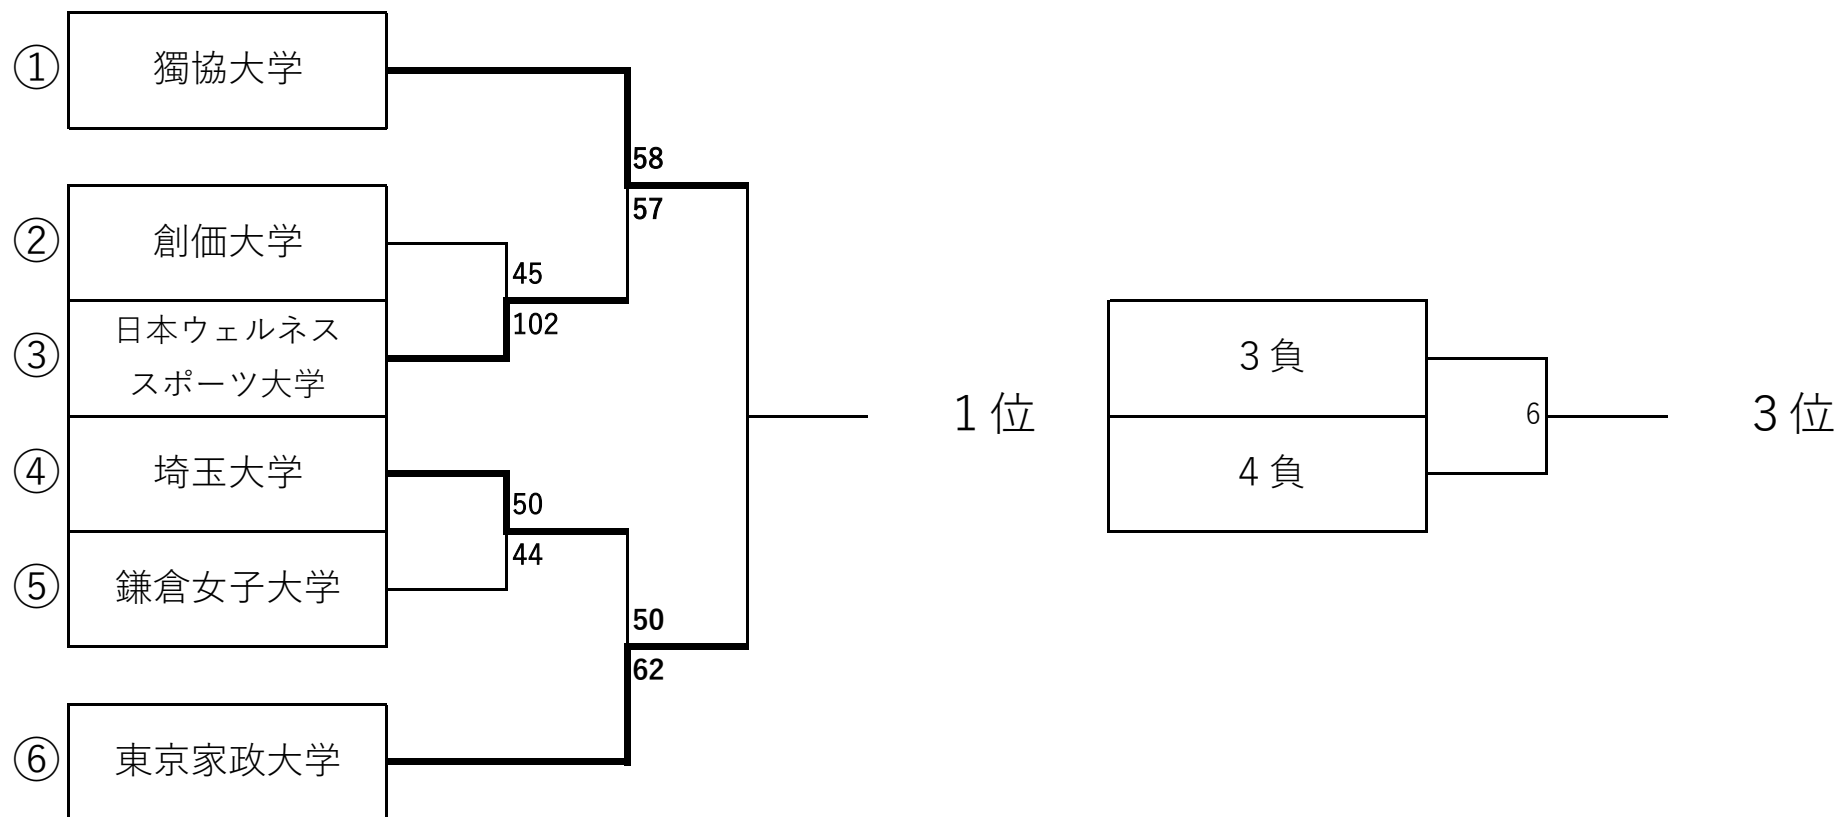 ① 獨協大学
58
57
② 創価大学
45
102
③ 日本ウェルネス
スポーツ大学
④ 埼玉大学
50
44
⑤ 鎌倉女子大学
50
62
⑥ 東京家政大学
1位
3負
4負
6
3位